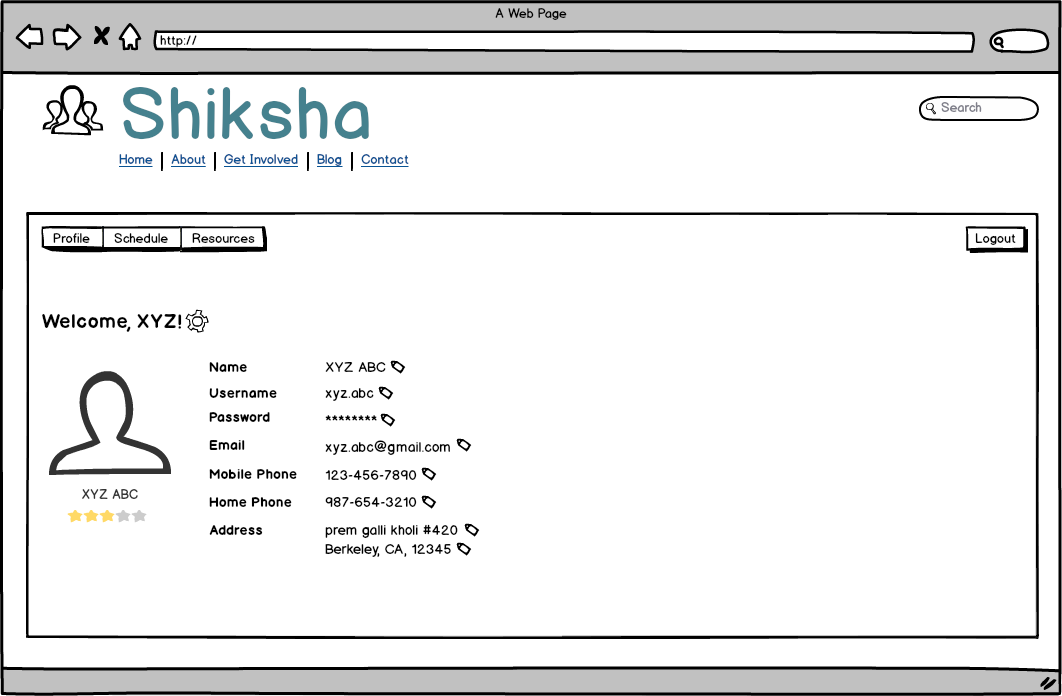 A Web Page
http://
Shiksha
Search
Home About Get Involved Blog Contact
Profile Schedule Resources Logout
Welcome, XYZ!
Name XYZ ABC
Username xyz.abc
Password ********
Email xyz.abc@gmail.com
Mobile Phone 123-456-7890
Home Phone 987-654-3210
XYZ ABC
Address prem galli kholi #420
Berkeley, CA, 12345